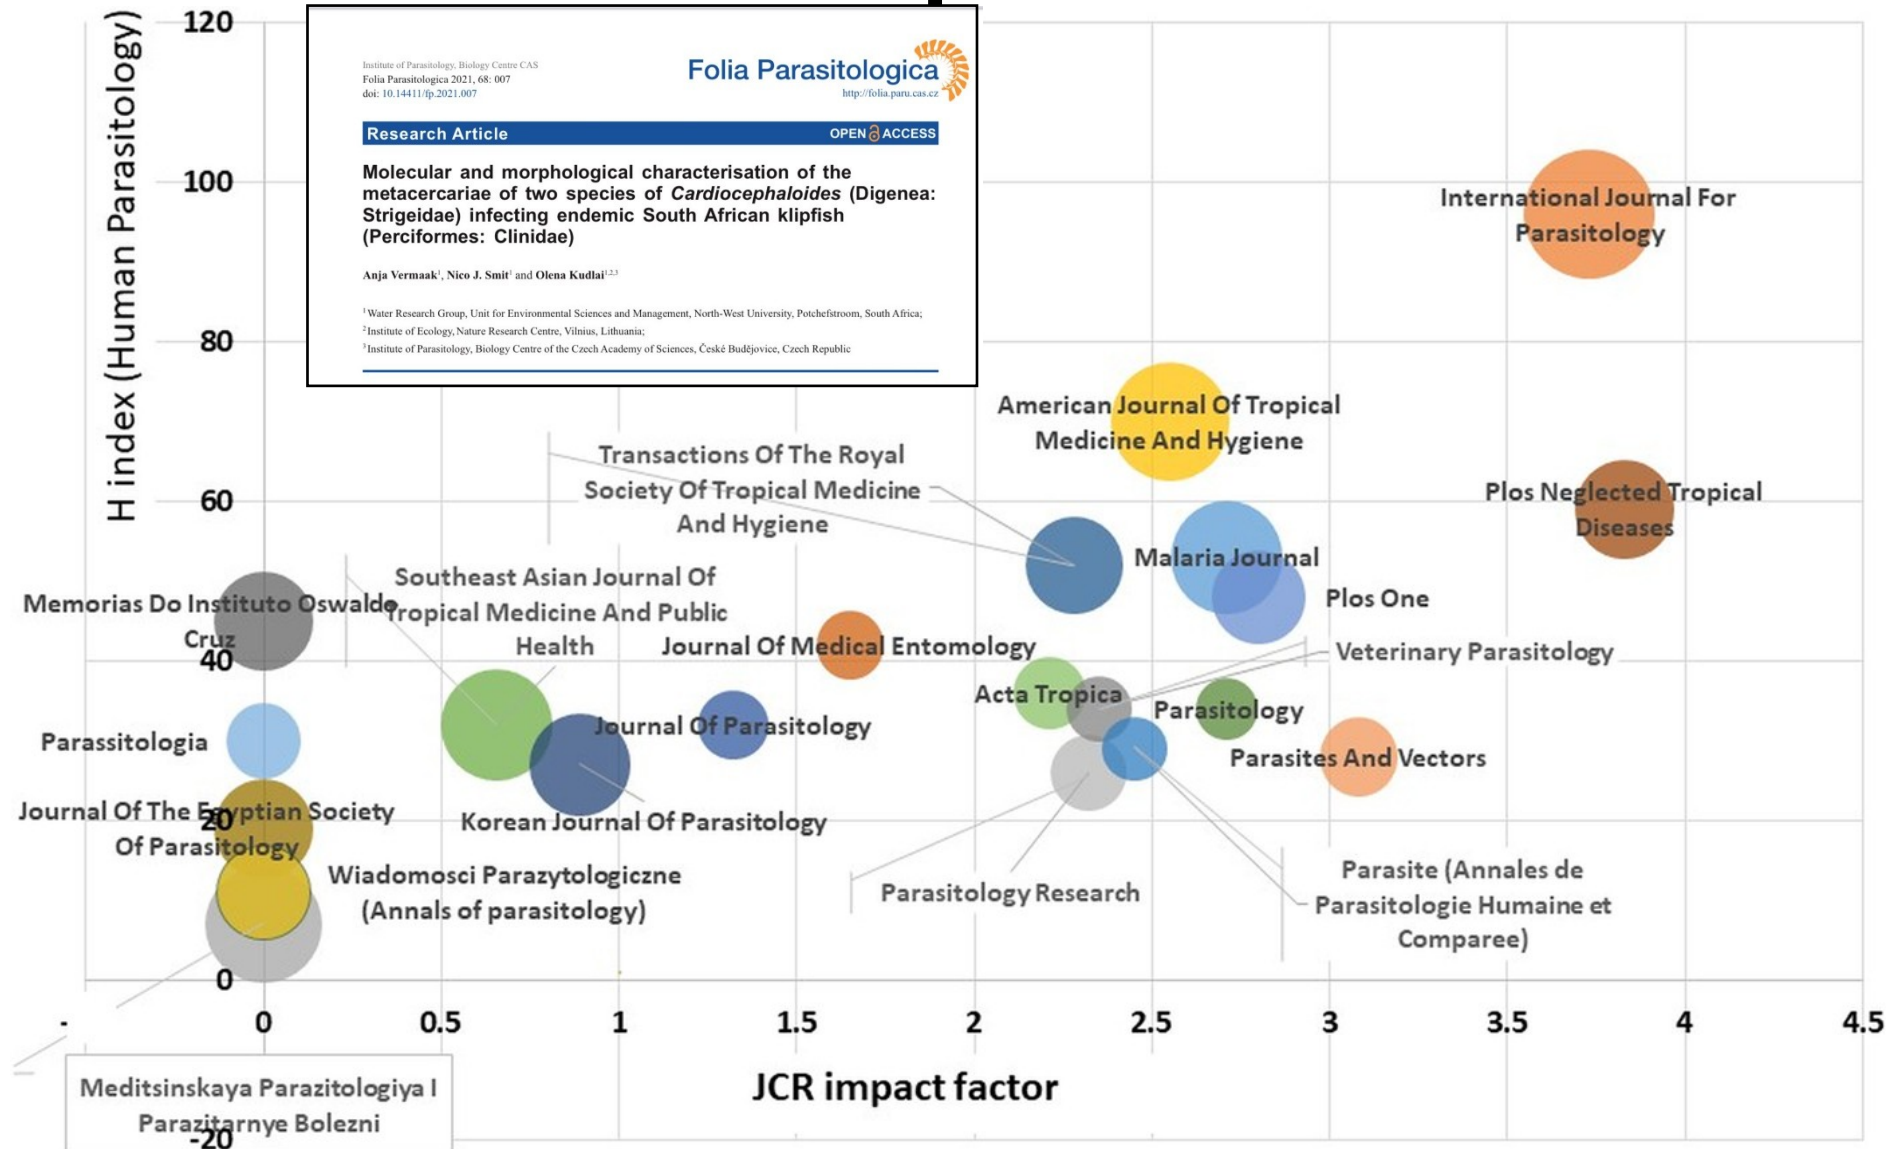 H index (Human Parasitology)
120
100
80
60
40
20
0
-20
Institute of Parasitology, Biology Centre CAS
Folia Parasitologica 2021, 68: 007
doi: 10.14411/fp.2021.007
Folia Parasitologica
http://folia.paru.cas.cz
Research Article
OPEN ACCESS
Molecular and morphological characterisation of the
metacercariae of two species of Cardiocephaloides (Digenea:
Strigeidae) infecting endemic South African klipfish
(Perciformes: Clinidae)
Anja Vermaak¹, Nico J. Smit¹ and Olena Kudlai¹,²,³
¹ Water Research Group, Unit for Environmental Sciences and Management, North-West University, Potchefstroom, South Africa;
² Institute of Ecology, Nature Research Centre, Vilnius, Lithuania;
³ Institute of Parasitology, Biology Centre of the Czech Academy of Sciences, České Budějovice, Czech Republic
International Journal For
Parasitology
American Journal Of Tropical
Medicine And Hygiene
Transactions Of The Royal
Society Of Tropical Medicine
And Hygiene
Plos Neglected Tropical
Diseases
Malaria Journal
Plos One
Southeast Asian Journal Of
Tropical Medicine And Public
Health
Memorias Do Instituto Oswaldo
Cruz
Journal Of Medical Entomology
Veterinary Parasitology
Acta Tropica
Parasitology
Journal Of Parasitology
Parassitologia
Parasites And Vectors
Journal Of The Egyptian Society
Of Parasitology
Korean Journal Of Parasitology
Wiadomosci Parazytologiczne
(Annals of parasitology)
Parasitology Research
Parasite (Annales de
Parasitologie Humaine et
Comparee)
-
0
0.5
1
1.5
2
2.5
3
3.5
4
4.5
JCR impact factor
Meditsinskaya Parazitologiya I
Parazitarnye Bolezni